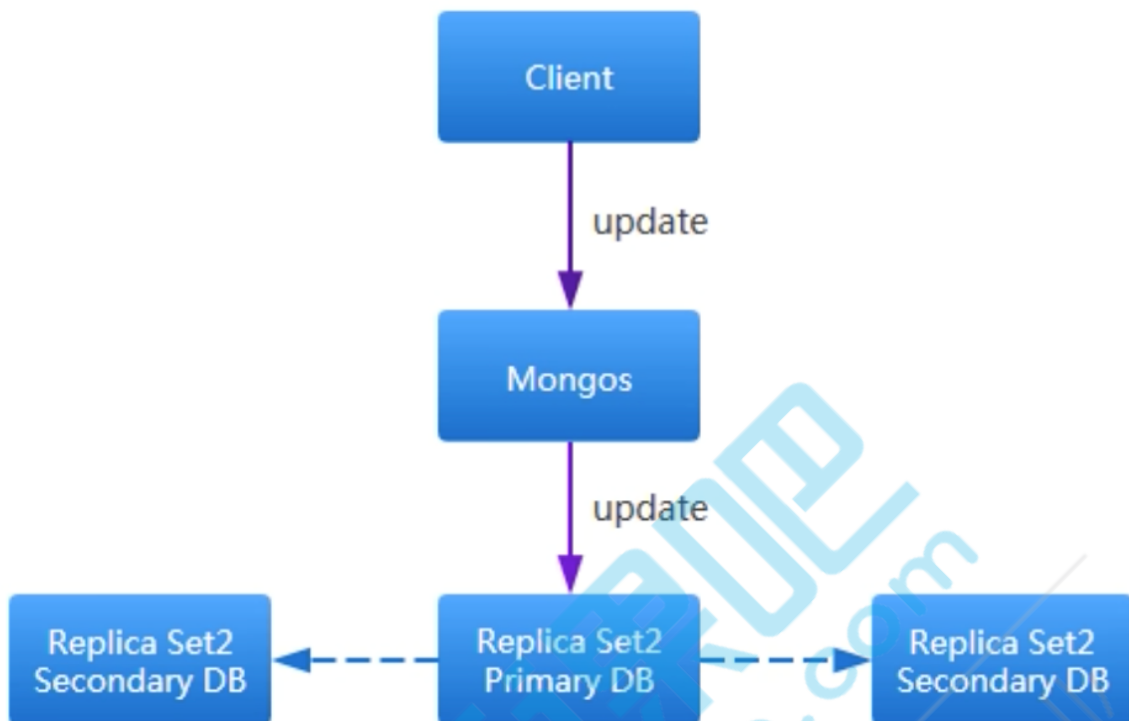 Client
update
Mongos
update
Replica Set2
Secondary DB
Replica Set2
Primary DB
Replica Set2
Secondary DB